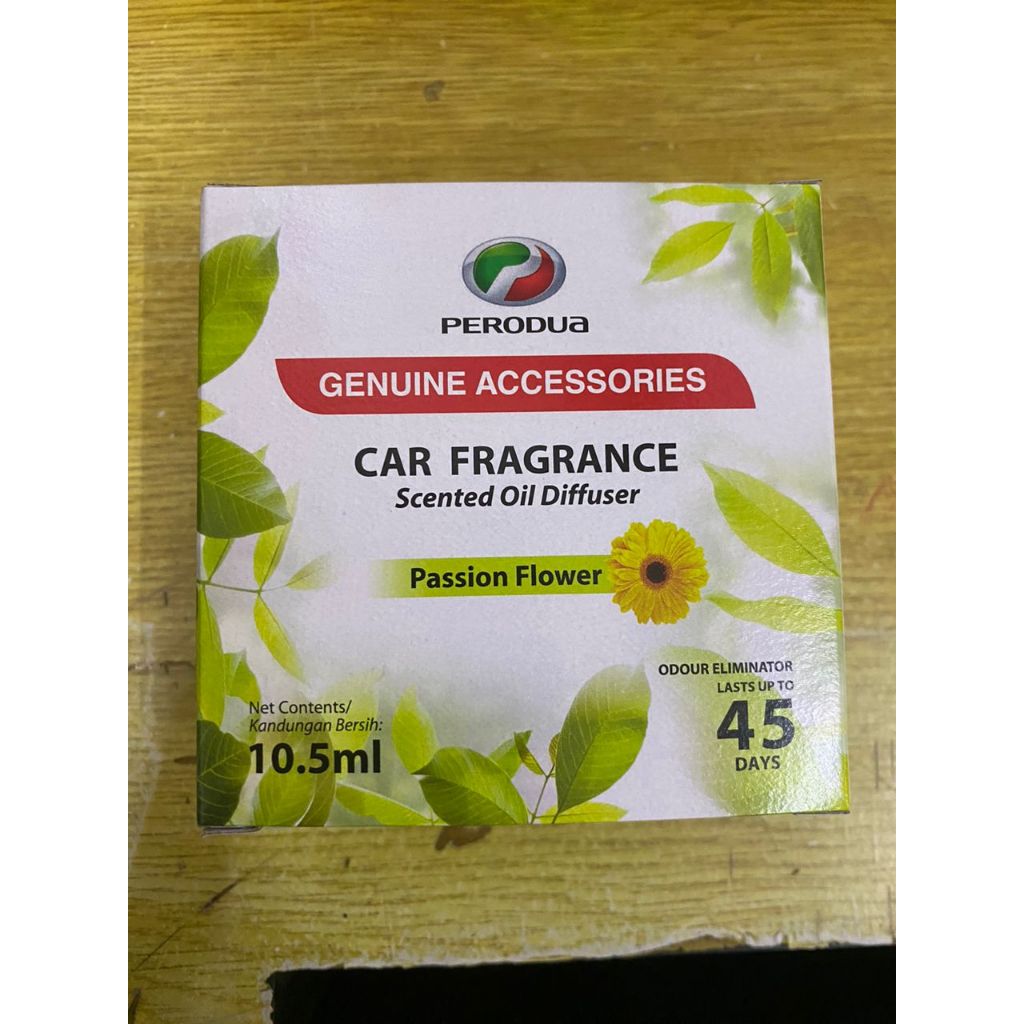 PERODUA
GENUINE ACCESSORIES
CAR FRAGRANCE
Scented Oil Diffuser
Passion Flower
ODOUR ELIMINATOR
LASTS UP TO
45
DAYS
Net Contents/
Kandungan Bersih:
10.5ml